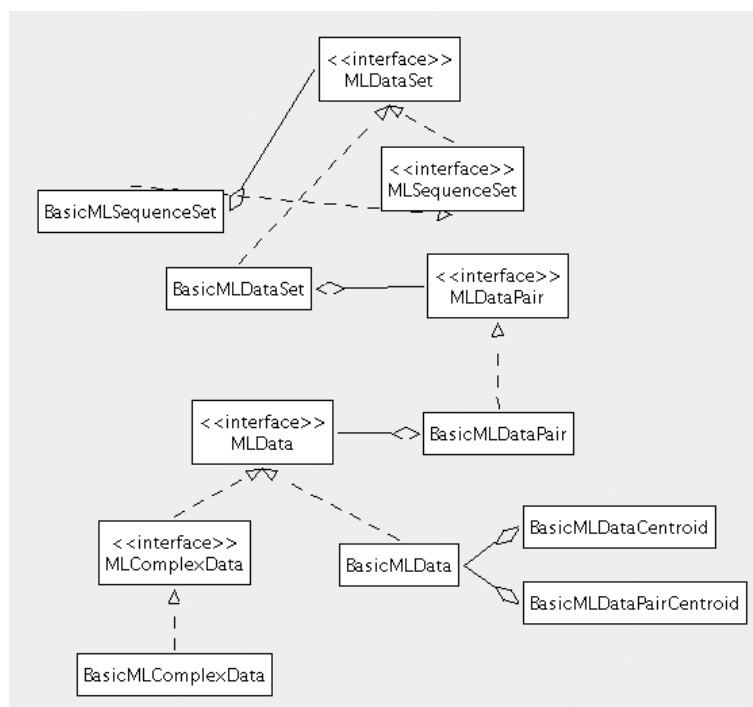 <<interface>>
MLDataSet
<<interface>>
MLSequenceSet
BasicMLSequenceSet
BasicMLDataSet
<<interface>>
MLDataPair
<<interface>>
MLData
BasicMLDataPair
<<interface>>
MLComplexData
BasicMLData
BasicMLDataCentroid
BasicMLDataPairCentroid
BasicMLComplexData